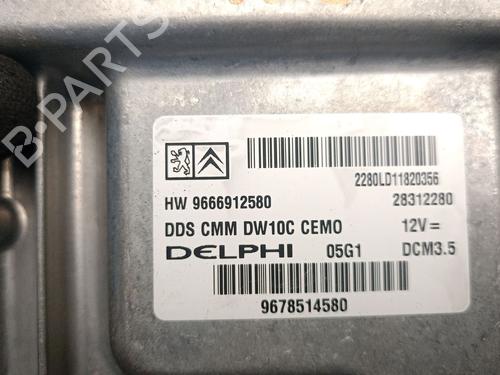 2280LD11820356
HW 9666912580 28312280
DDS CMM DW10C CEMO 12V=
DELPHI 05G1 DCM3.5
9678514580
B-PARTS